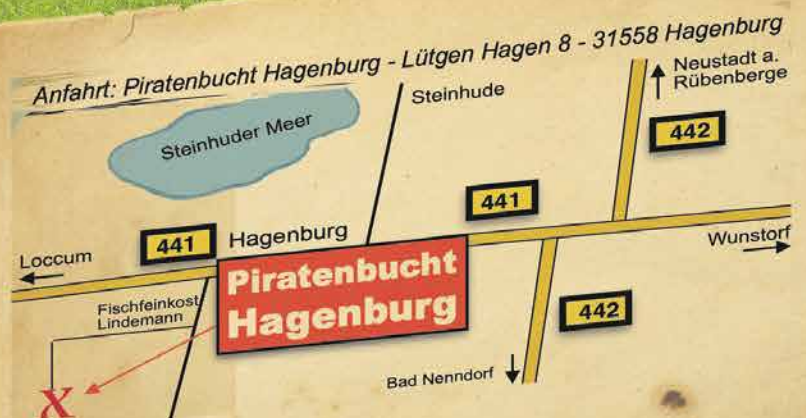 Anfahrt: Piratenbucht Hagenburg - Lütgen Hagen 8 - 31558 Hagenburg
Neustadt a.
Rübenberge
Steinhude
Steinhuder Meer
442
441
441
Hagenburg
Loccum
Wunstorf
Piratenbucht
Hagenburg
Fischfeinkost
Lindemann
442
Bad Nenndorf
X